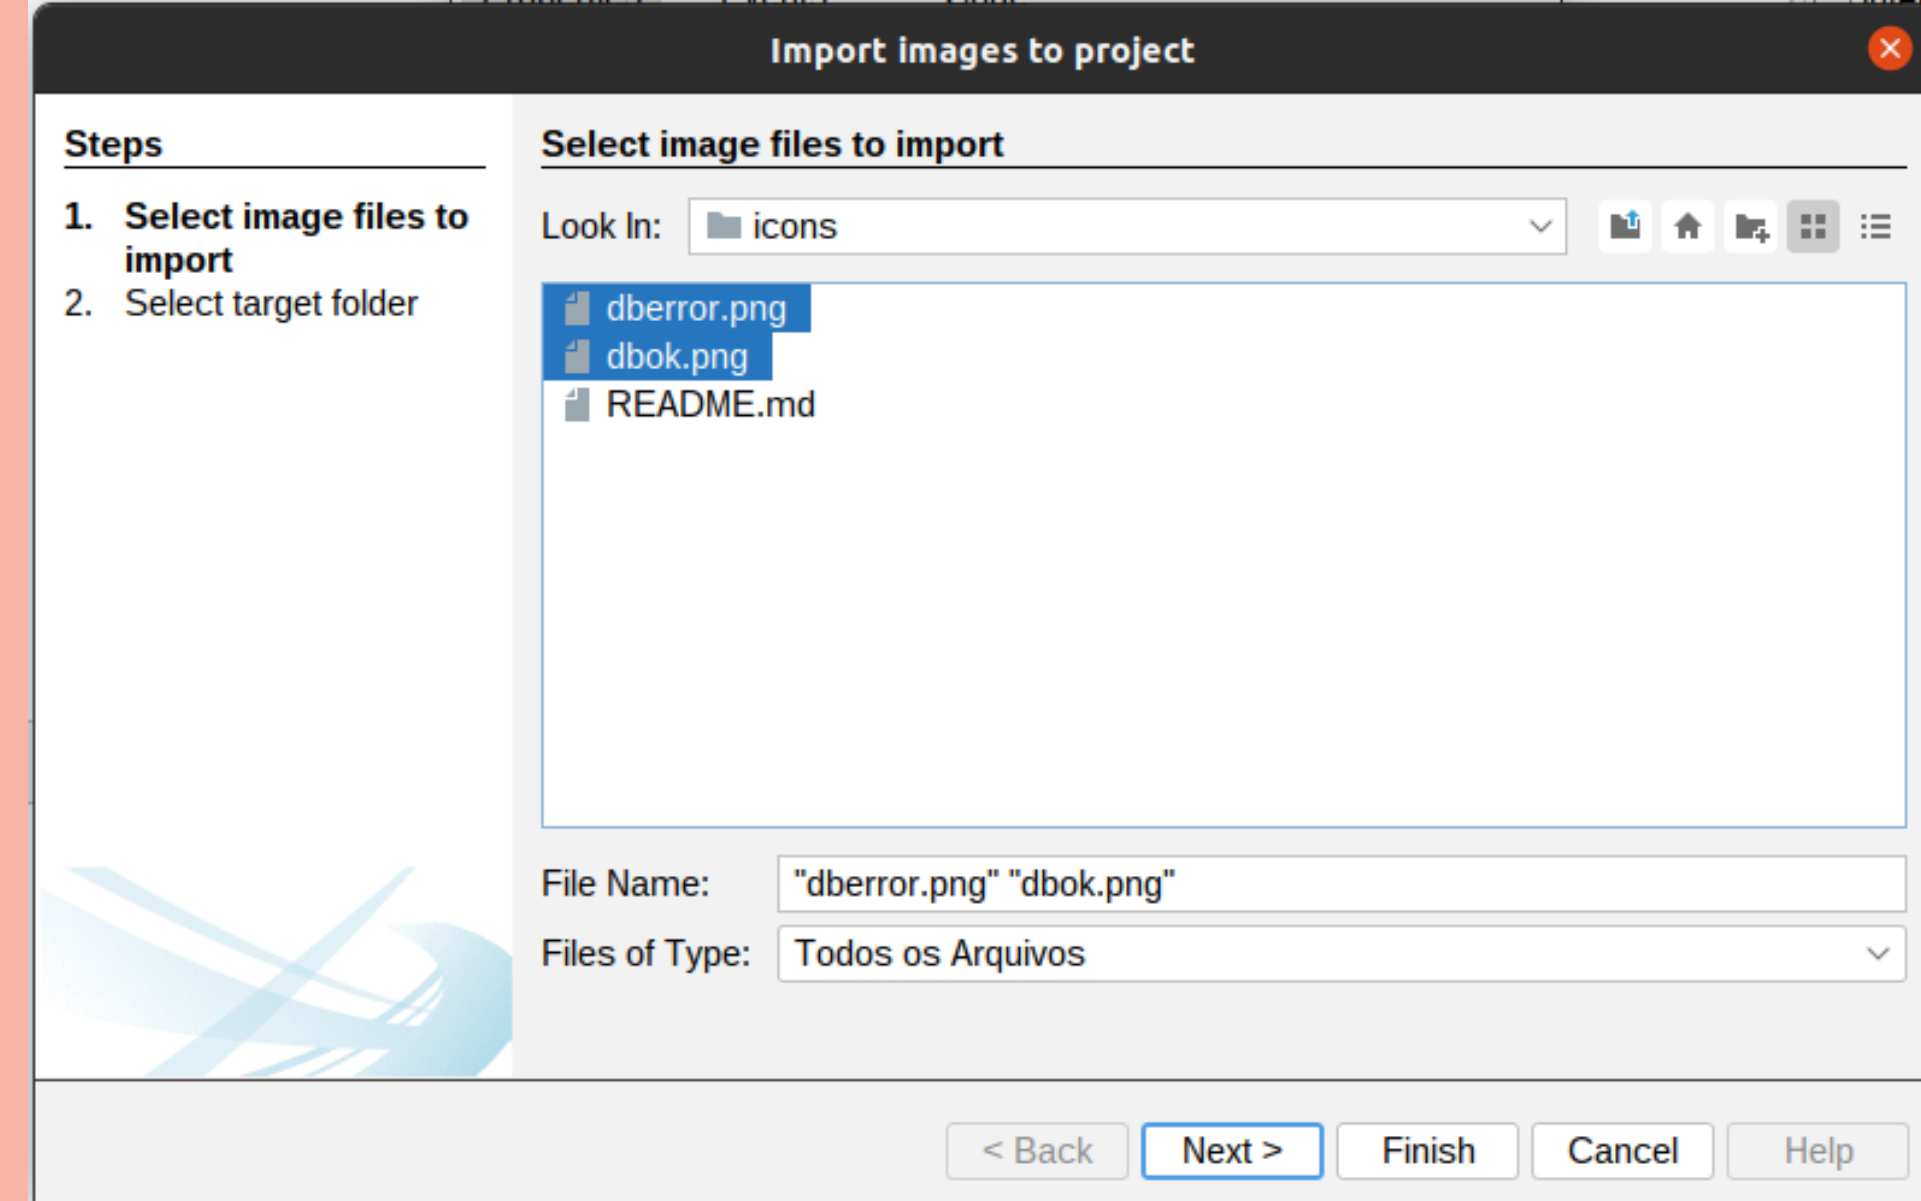 Import images to project
Steps
1. Select image files to
import
2. Select target folder
Select image files to import
Look In: icons
dberror.png
dbok.png
README.md
File Name: "dberror.png" "dbok.png"
Files of Type: Todos os Arquivos
< Back Next > Finish Cancel Help